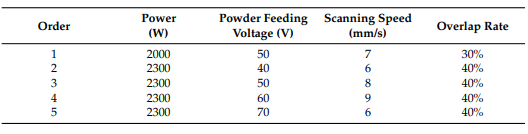 Order Power (W) Powder Feeding Voltage (V) Scanning Speed (mm/s) Overlap Rate
1 2000 50 7 30%
2 2300 40 6 40%
3 2300 50 8 40%
4 2300 60 9 40%
5 2300 70 6 40%